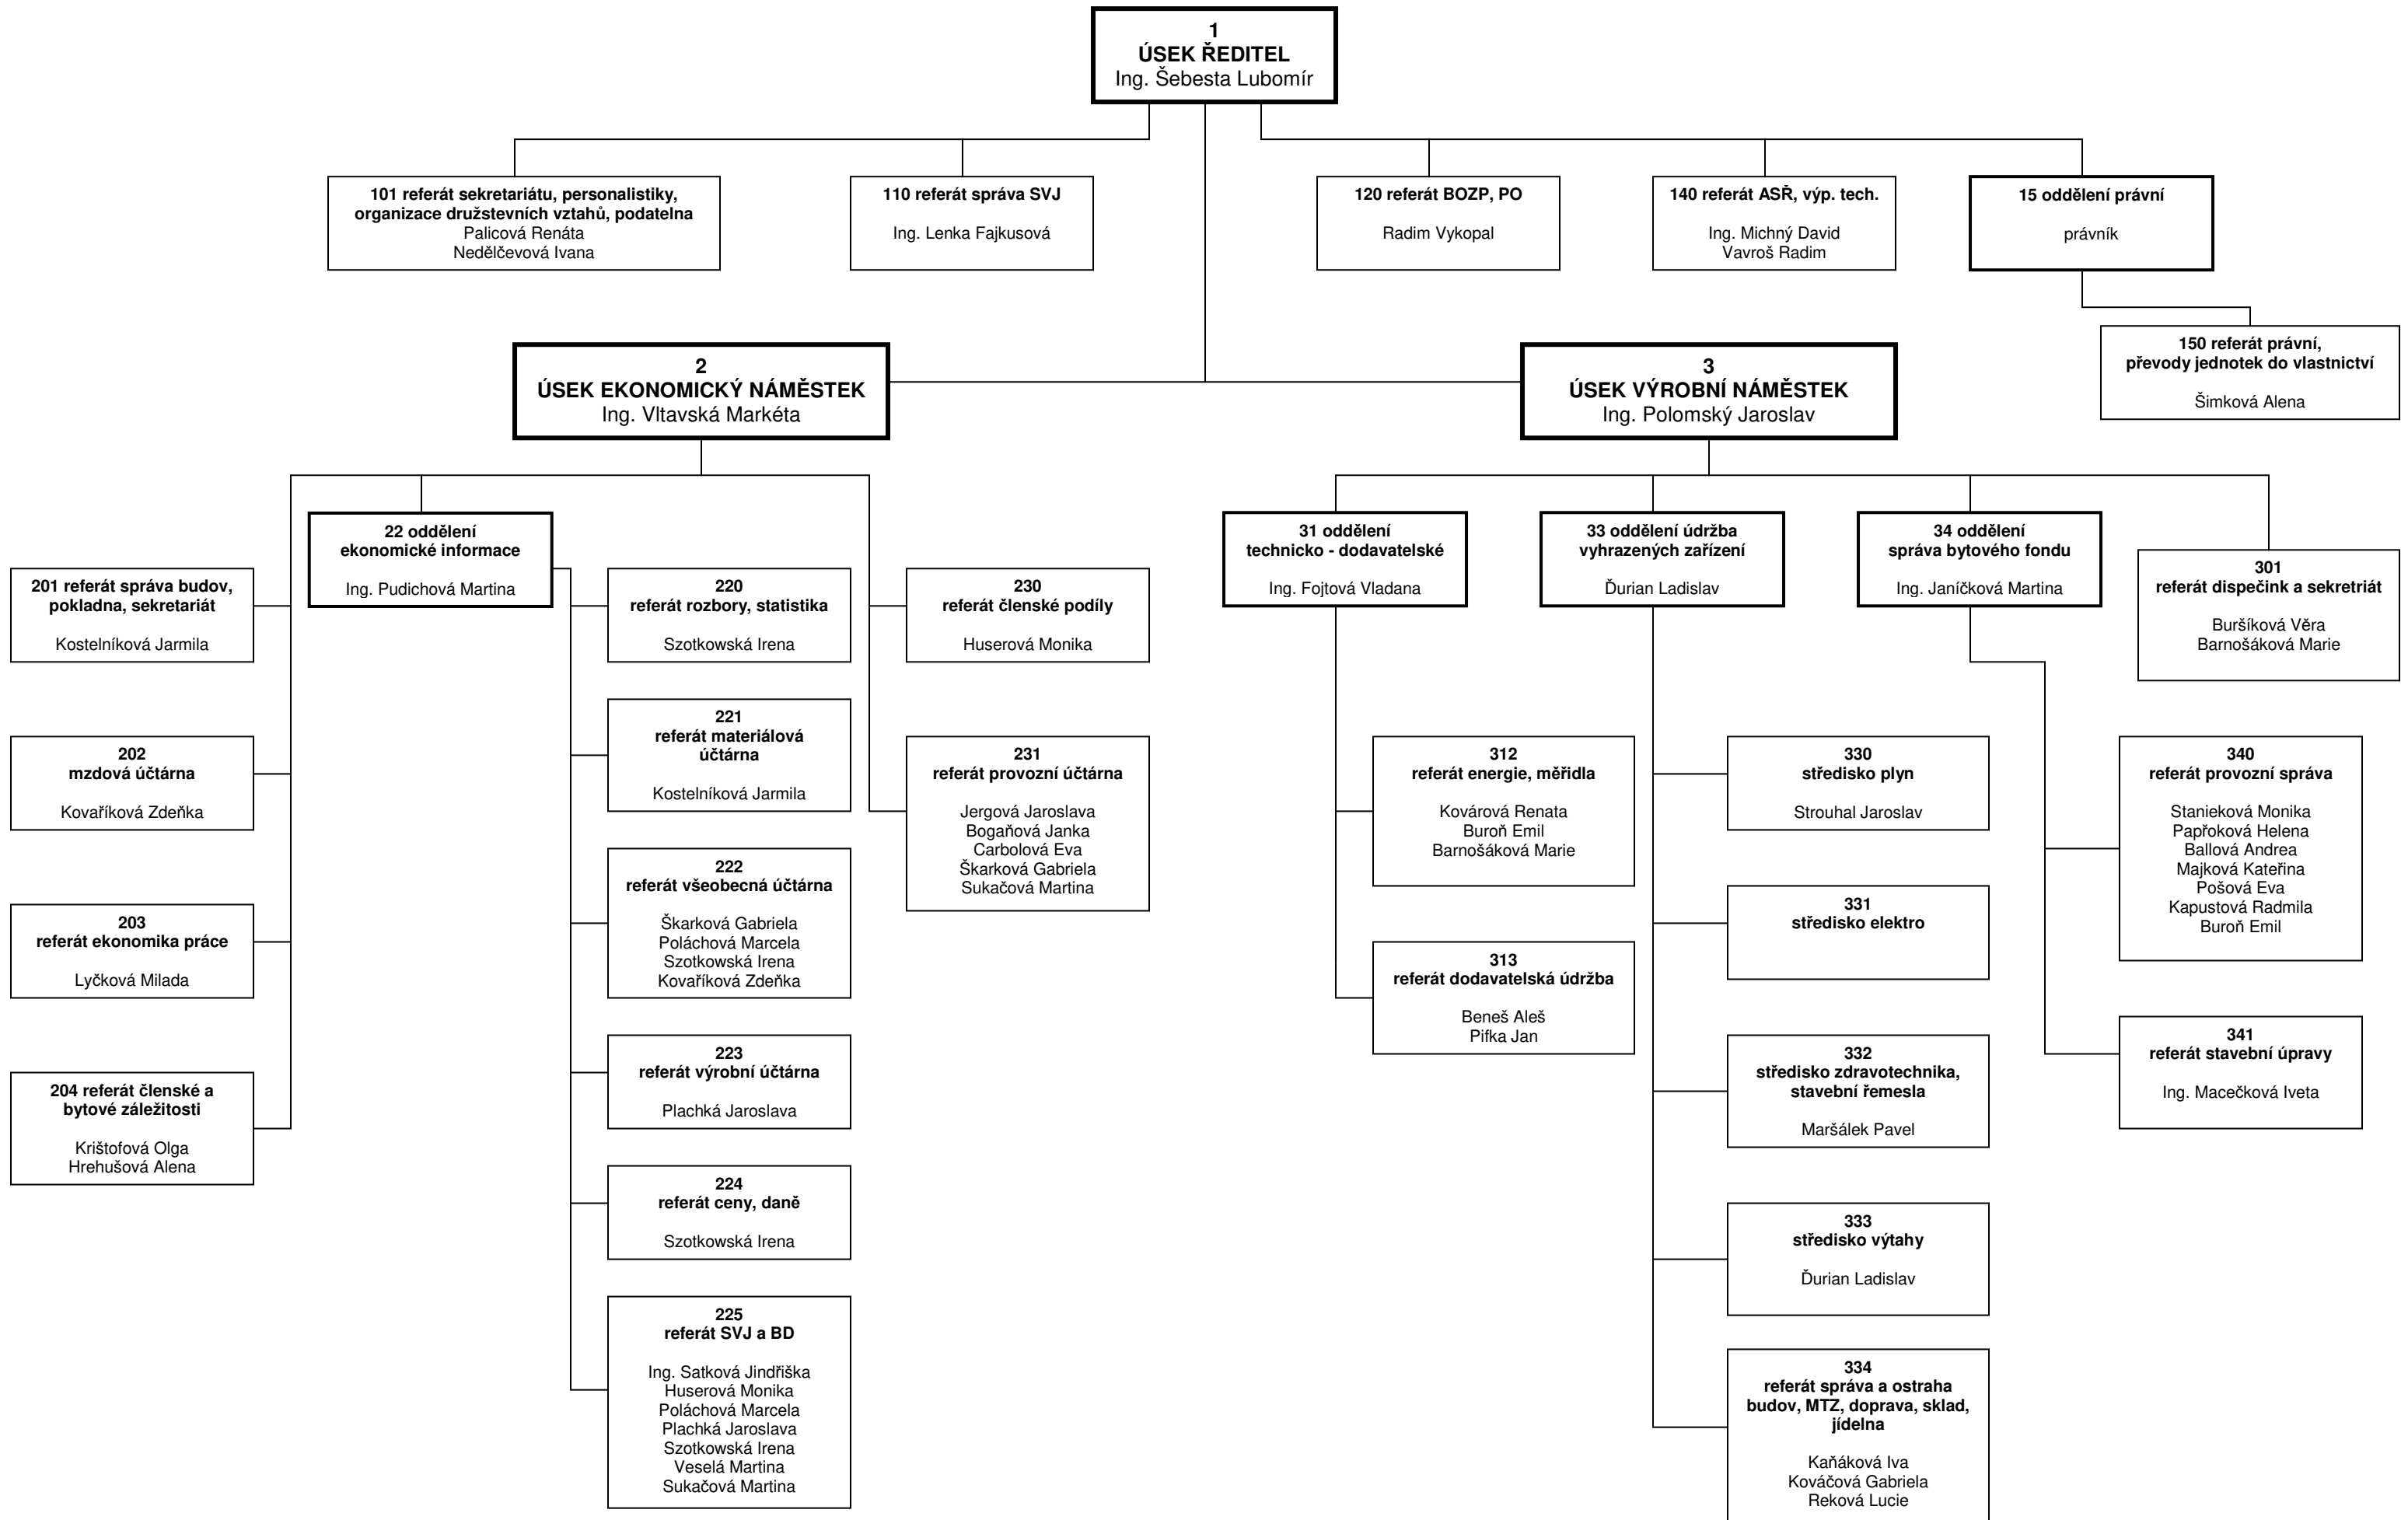 1
ÚSEK ŘEDITEL
Ing. Šebesta Lubomír
101 referát sekretariátu, personalistiky,
organizace družstevních vztahů, podatelna
Palicová Renáta
Nedělčevová Ivana
110 referát správa SVJ
Ing. Lenka Fajkusová
120 referát BOZP, PO
Radim Vykopal
140 referát ASŘ, výp. tech.
Ing. Michný David
Vavroš Radim
15 oddělení právní
právník
150 referát právní,
převody jednotek do vlastnictví
Šimková Alena
2
ÚSEK EKONOMICKÝ NÁMĚSTEK
Ing. Vltavská Markéta
3
ÚSEK VÝROBNÍ NÁMĚSTEK
Ing. Polomský Jaroslav
22 oddělení
ekonomické informace
Ing. Pudichová Martina
201 referát správa budov,
pokladna, sekretariát
Kostelníková Jarmila
202
mzdová účtárna
Kovaříková Zdeňka
203
referát ekonomika práce
Lyčková Milada
204 referát členské a
bytové záležitosti
Krištofová Olga
Hrehušová Alena
220
referát rozbory, statistika
Szotkowská Irena
221
referát materiálová
účtárna
Kostelníková Jarmila
222
referát všeobecná účtárna
Škarková Gabriela
Poláchová Marcela
Szotkowská Irena
Kovaříková Zdeňka
223
referát výrobní účtárna
Plachká Jaroslava
224
referát ceny, daně
Szotkowská Irena
225
referát SVJ a BD
Ing. Satková Jindřiška
Huserová Monika
Poláchová Marcela
Plachká Jaroslava
Szotkowská Irena
Veselá Martina
Sukačová Martina
230
referát členské podíly
Huserová Monika
231
referát provozní účtárna
Jergová Jaroslava
Bogaňová Janka
Carbolová Eva
Škarková Gabriela
Sukačová Martina
31 oddělení
technicko - dodavatelské
Ing. Fojtová Vladana
33 oddělení údržba
vyhrazených zařízení
Ďurian Ladislav
34 oddělení
správa bytového fondu
Ing. Janíčková Martina
301
referát dispečink a sekretriát
Buršíková Věra
Barnošáková Marie
312
referát energie, měřidla
Kovárová Renata
Buroň Emil
Barnošáková Marie
313
referát dodavatelská údržba
Beneš Aleš
Pifka Jan
330
středisko plyn
Strouhal Jaroslav
331
středisko elektro
332
středisko zdravotechnika,
stavební řemesla
Maršálek Pavel
333
středisko výtahy
Ďurian Ladislav
334
referát správa a ostraha
budov, MTZ, doprava, sklad,
jídelna
Kaňáková Iva
Kováčová Gabriela
Reková Lucie
340
referát provozní správa
Stanieková Monika
Papřoková Helena
Ballová Andrea
Majková Kateřina
Pošová Eva
Kapustová Radmila
Buroň Emil
341
referát stavební úpravy
Ing. Macečková Iveta